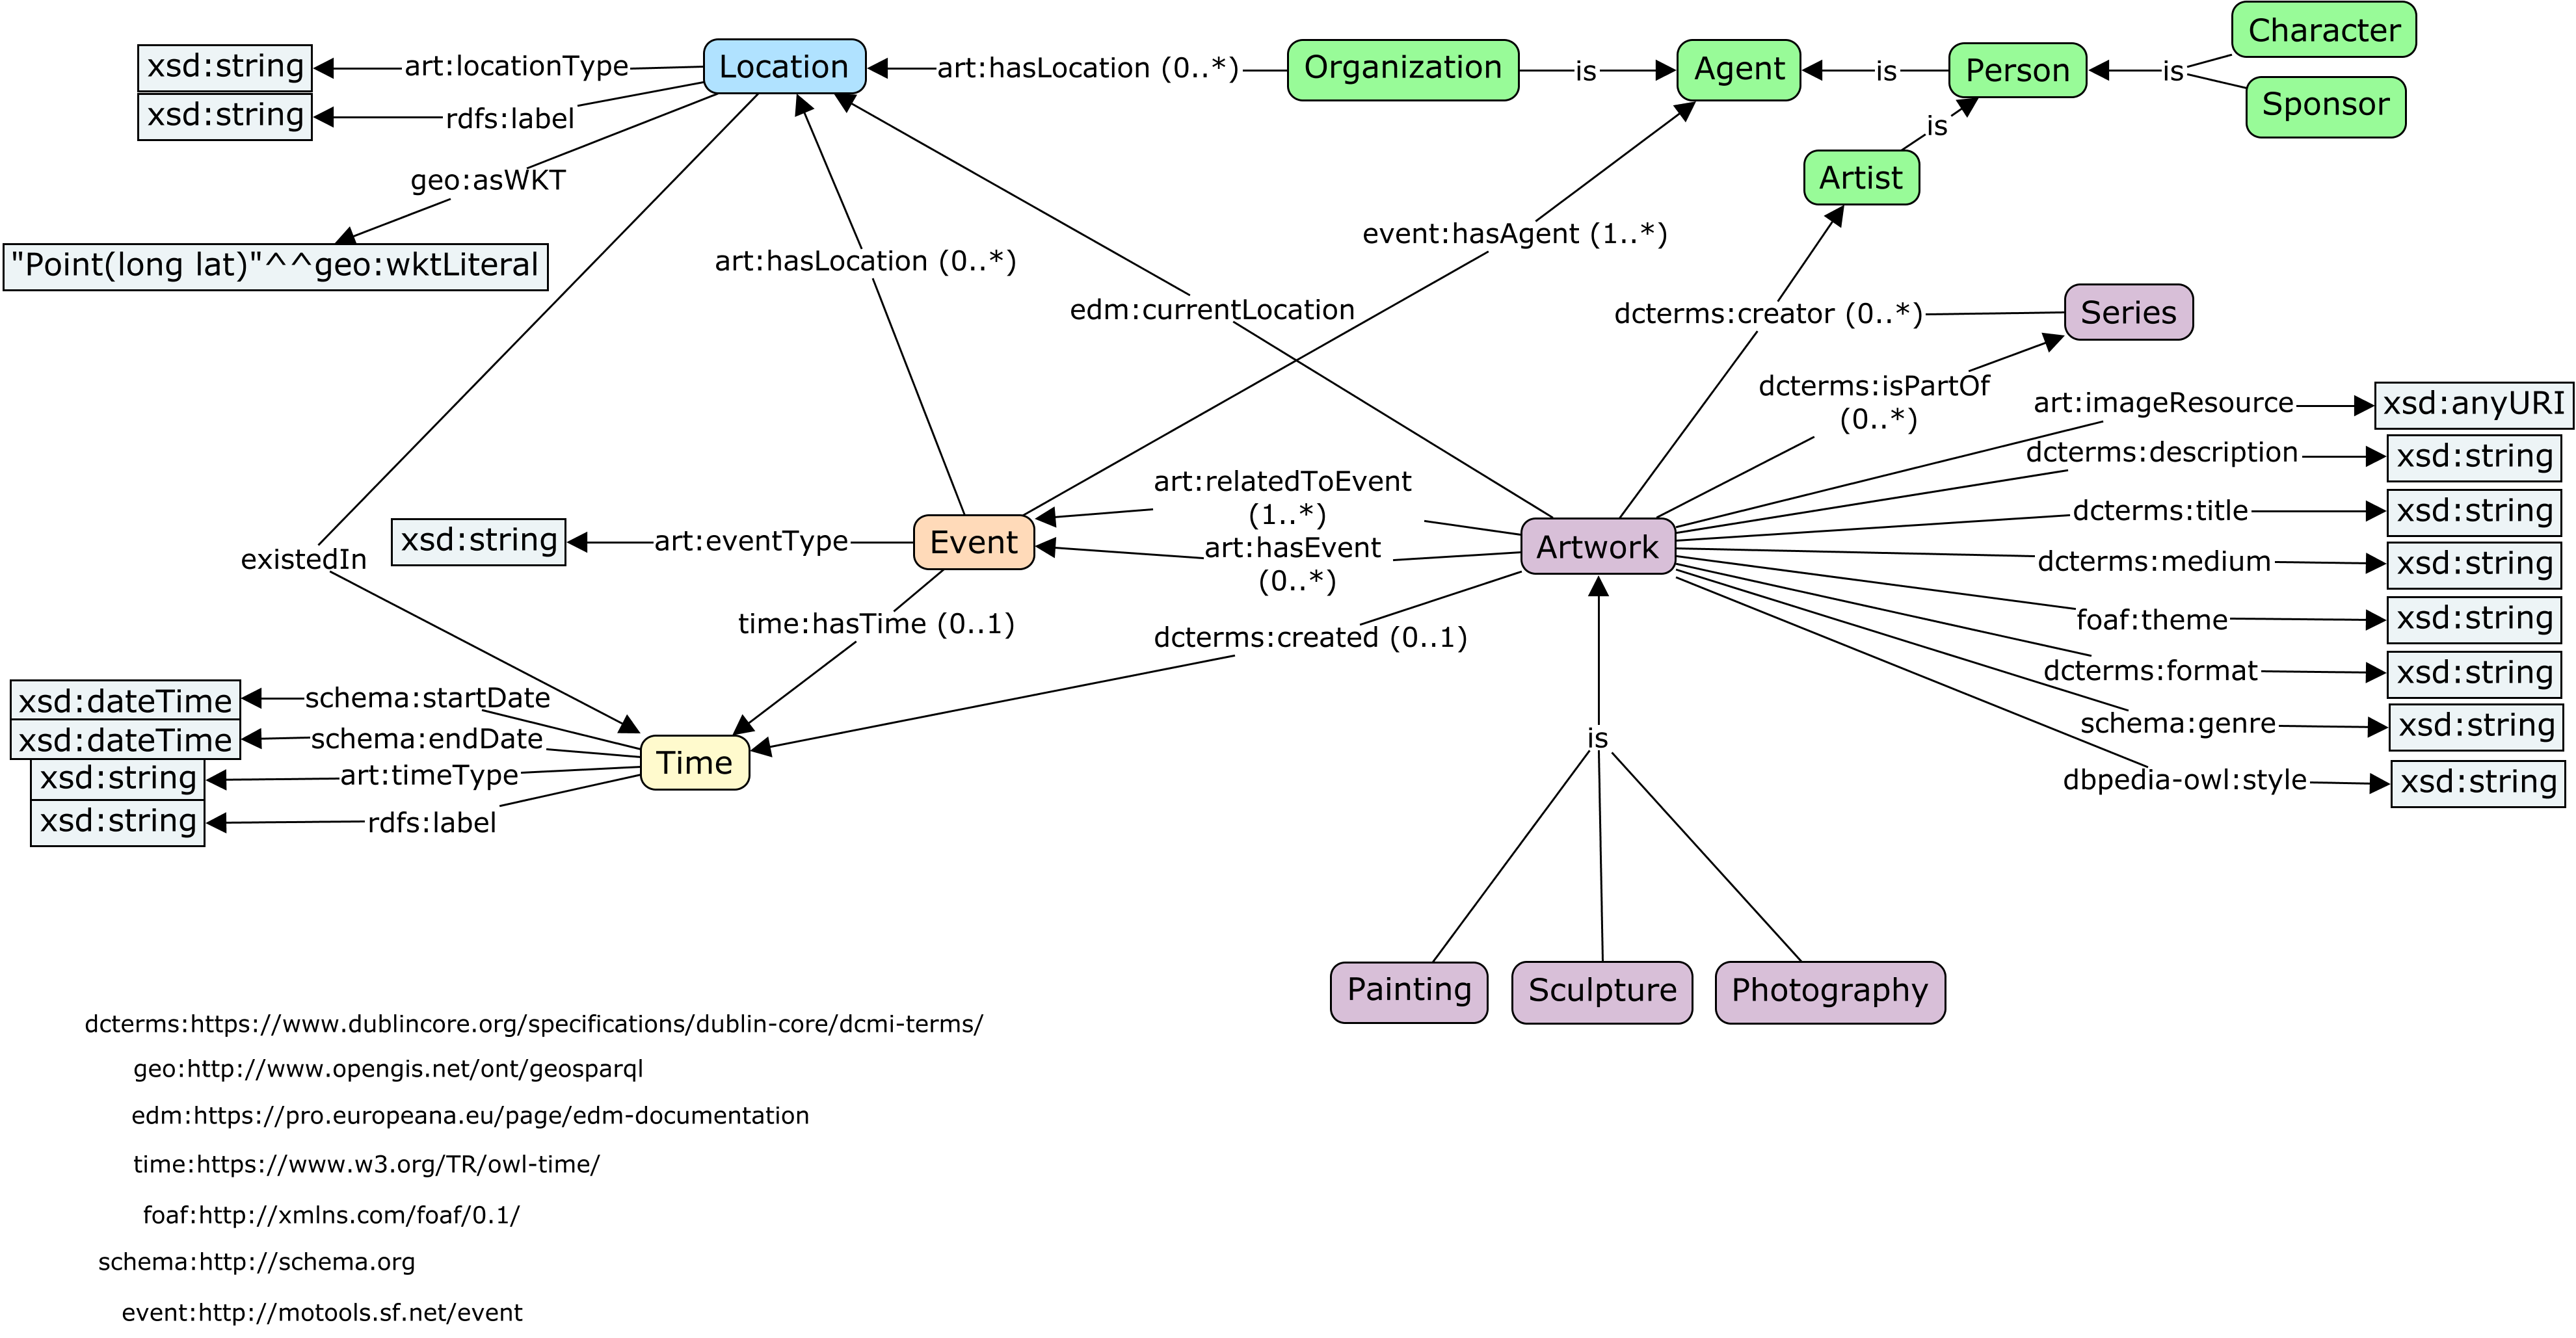 Character
xsd:string
art:locationType
Location
art:hasLocation (0..*)
Organization
is
Agent
is
Person
is
Sponsor
xsd:string
rdfs:label
is
geo:asWKT
Artist
"Point(long lat)"^^geo:wktLiteral
art:hasLocation (0..*)
event:hasAgent (1..*)
edm:currentLocation
dcterms:creator (0..*)
Series
dcterms:isPartOf
(0..*)
art:imageResource
xsd:anyURI
dcterms:description
xsd:string
art:relatedToEvent
(1..*)
dcterms:title
xsd:string
xsd:string
art:eventType
Event
art:hasEvent
(0..*)
Artwork
dcterms:medium
xsd:string
existedIn
time:hasTime (0..1)
dcterms:created (0..1)
foaf:theme
xsd:string
dcterms:format
xsd:string
xsd:dateTime
schema:startDate
schema:genre
xsd:string
xsd:dateTime
schema:endDate
is
xsd:string
art:timeType
Time
dbpedia-owl:style
xsd:string
xsd:string
rdfs:label
Painting
Sculpture
Photography
dcterms:https://www.dublincore.org/specifications/dublin-core/dcmi-terms/
geo:http://www.opengis.net/ont/geosparql
edm:https://pro.europeana.eu/page/edm-documentation
time:https://www.w3.org/TR/owl-time/
foaf:http://xmlns.com/foaf/0.1/
schema:http://schema.org
event:http://motools.sf.net/event